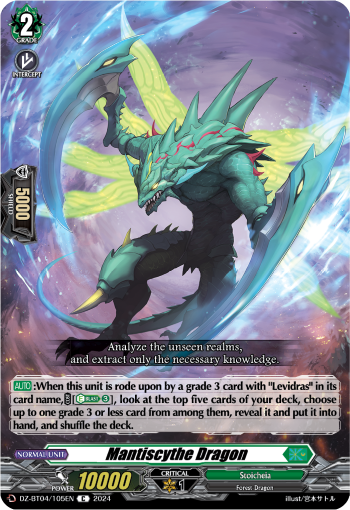 2
GRADE
INTERCEPT
5000
SHIELD
Analyze the unseen realms,
and extract only the necessary knowledge.
AUTO:When this unit is rode upon by a grade 3 card with "Levidras" in its
card name, [E-BLAST 3], look at the top five cards of your deck, choose
up to one grade 3 or less card from among them, reveal it and put it into
hand, and shuffle the deck.
NORMAL UNIT
Mantiscythe Dragon
POWER 10000
CRITICAL
1
Stoicheia
Forest Dragon
DZ-BT04/105EN C 2024
illust/宮本サトル